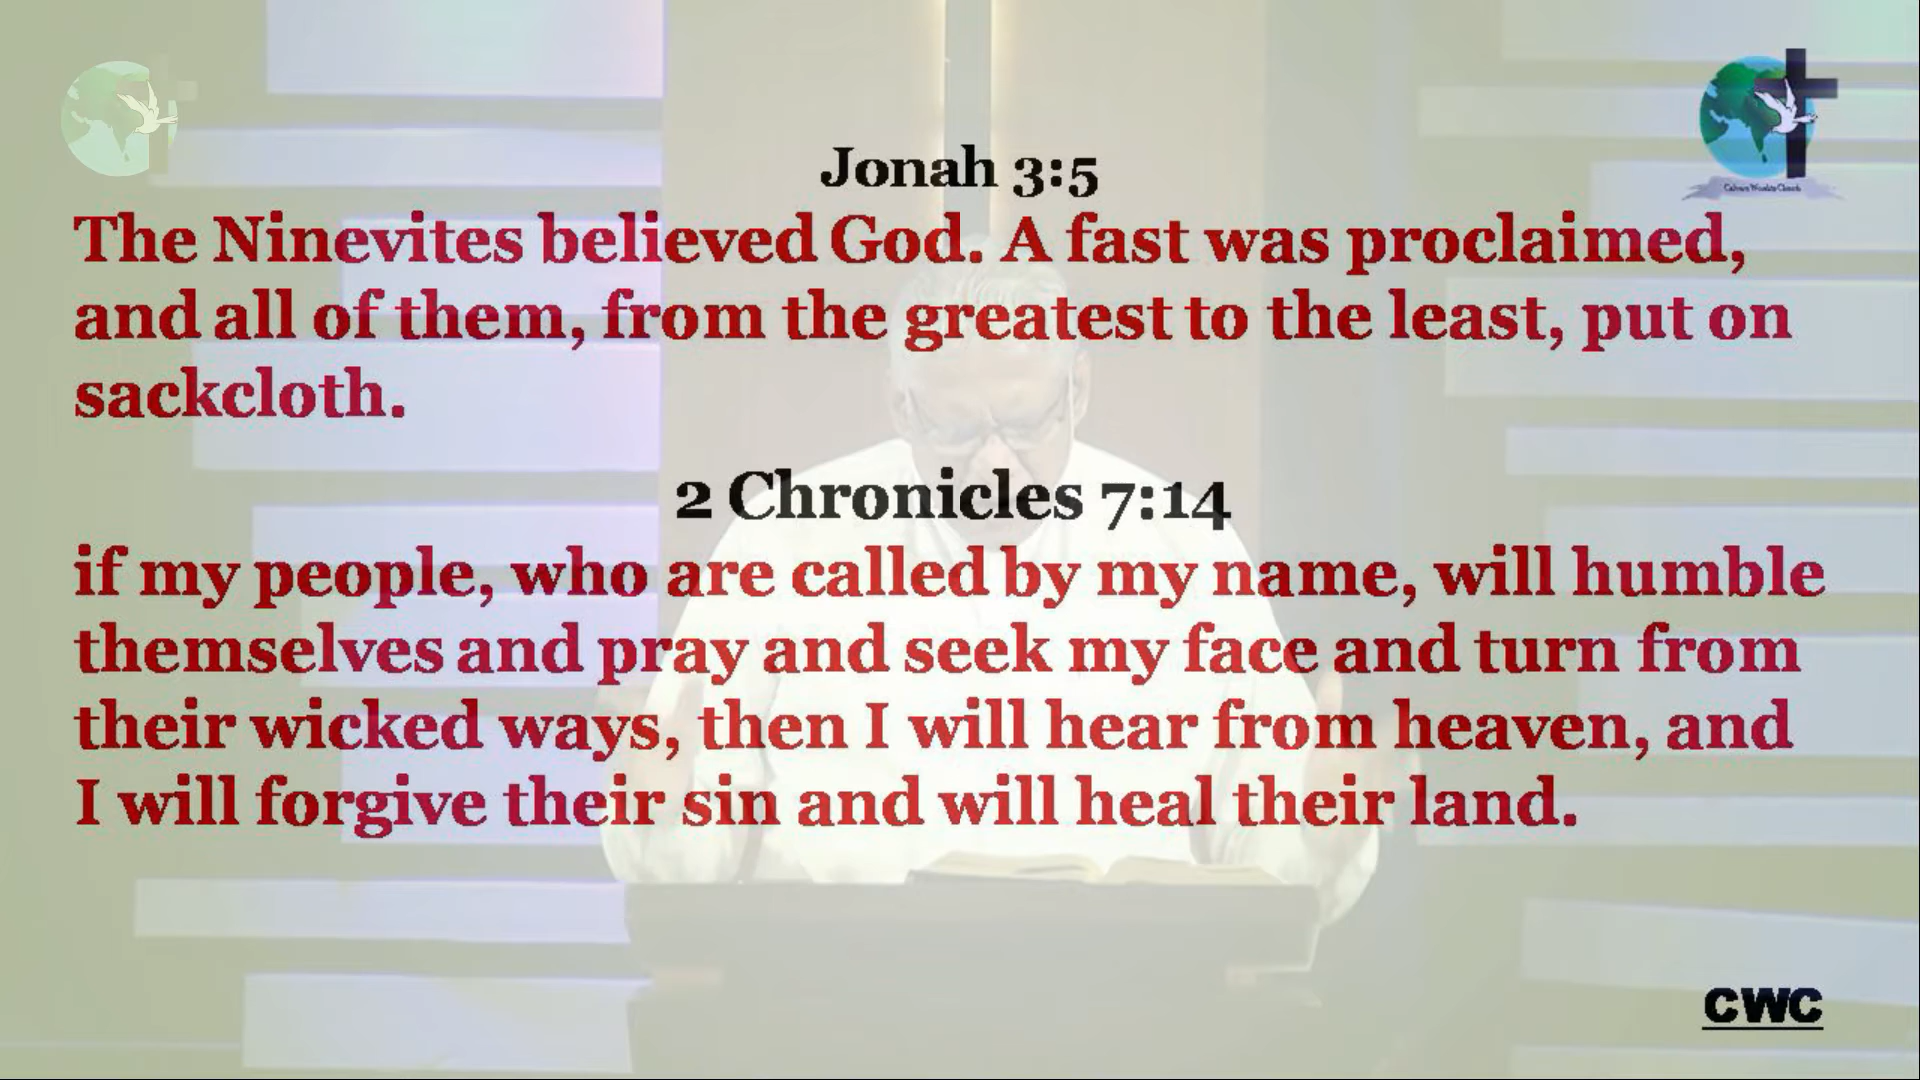 Jonah 3:5
The Ninevites believed God. A fast was proclaimed,
and all of them, from the greatest to the least, put on
sackcloth.
2 Chronicles 7:14
if my people, who are called by my name, will humble
themselves and pray and seek my face and turn from
their wicked ways, then I will hear from heaven, and
I will forgive their sin and will heal their land.
CWC